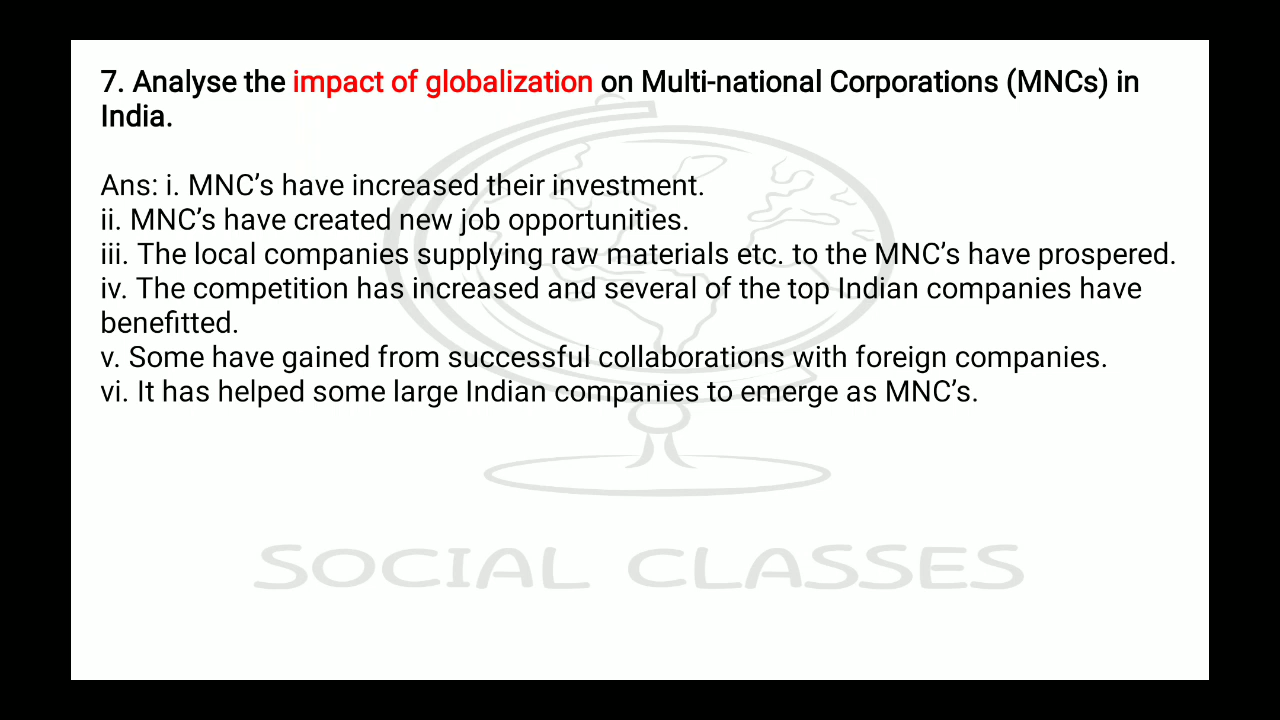 7. Analyse the impact of globalization on Multi-national Corporations (MNCs) in
India.
Ans: i. MNC’s have increased their investment.
ii. MNC’s have created new job opportunities.
iii. The local companies supplying raw materials etc. to the MNC’s have prospered.
iv. The competition has increased and several of the top Indian companies have
benefitted.
v. Some have gained from successful collaborations with foreign companies.
vi. It has helped some large Indian companies to emerge as MNC’s.
SOCIAL CLASSES